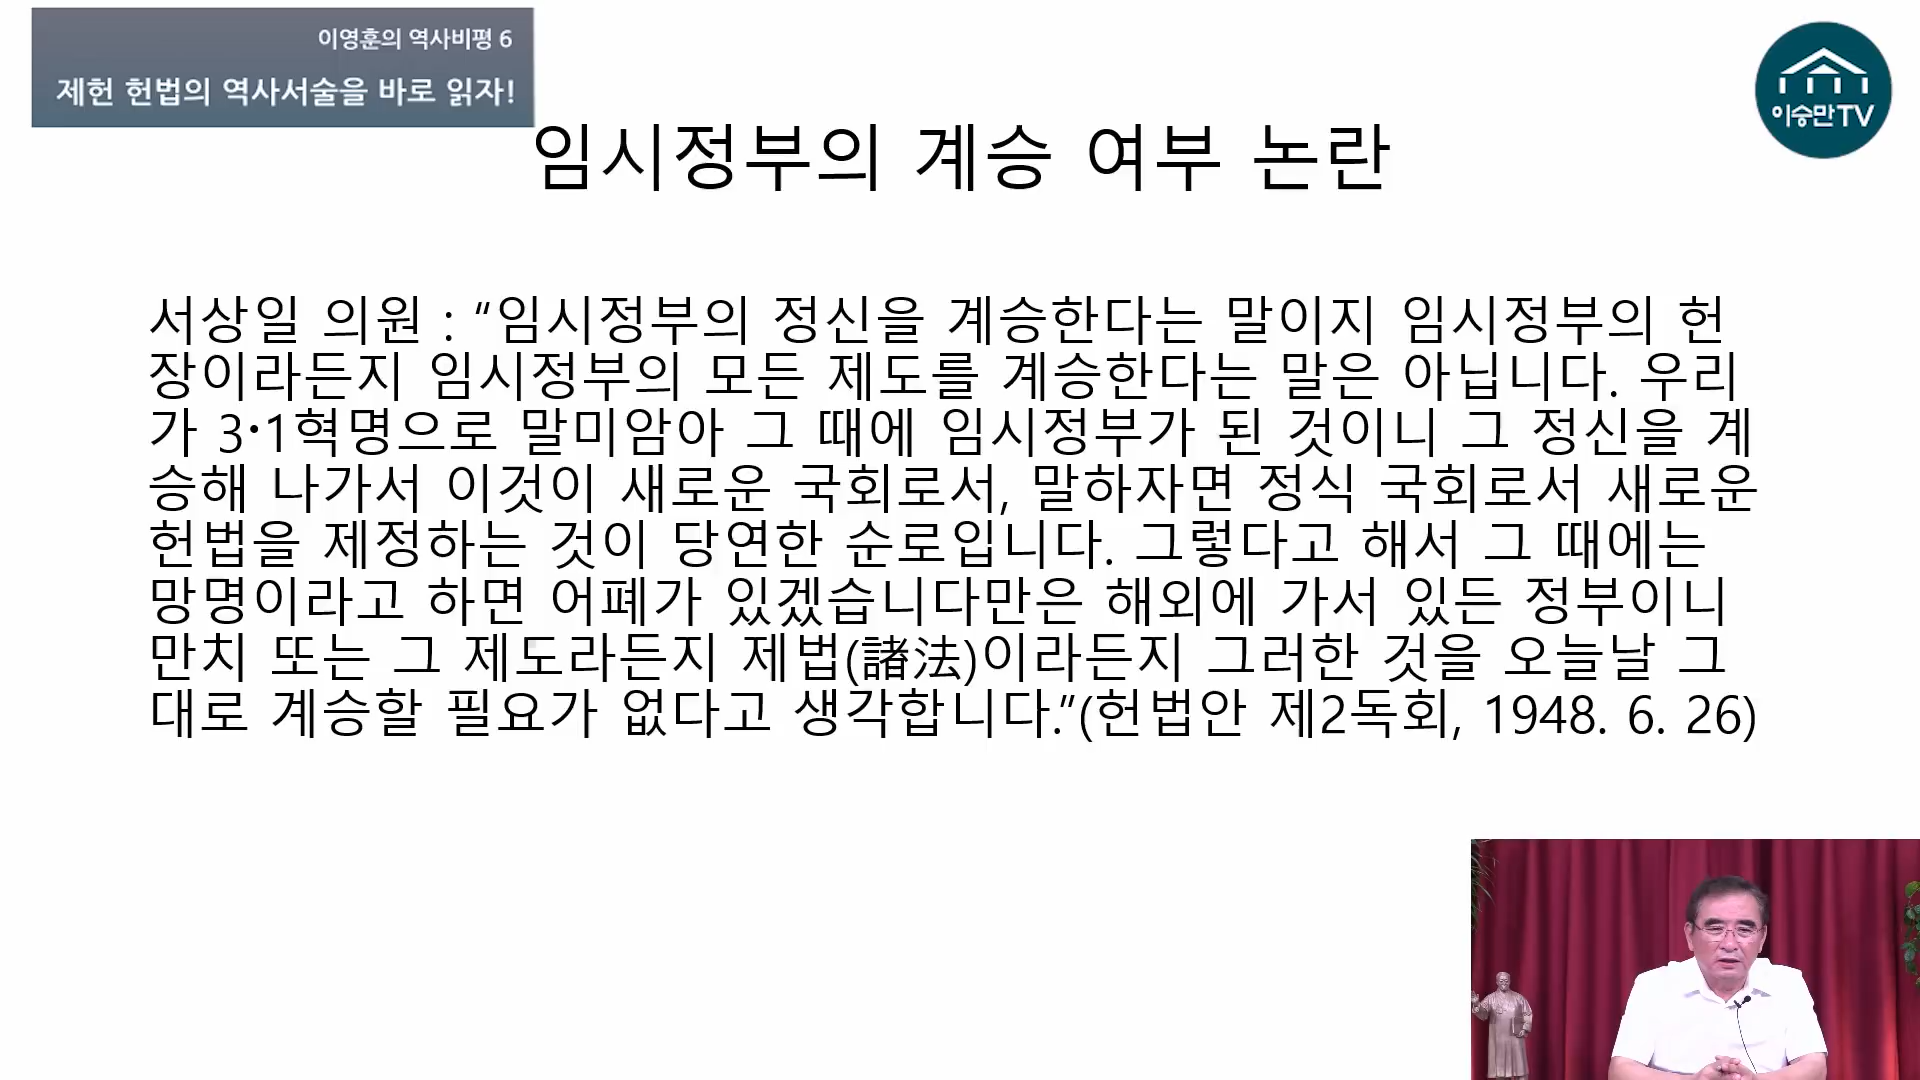 이영훈의 역사비평 6
제헌 헌법의 역사서술을 바로 읽자!
이승만TV
임시정부의 계승 여부 논란
서상일 의원 : “임시정부의 정신을 계승한다는 말이지 임시정부의 헌
장이라든지 임시정부의 모든 제도를 계승한다는 말은 아닙니다. 우리
가 3·1혁명으로 말미암아 그 때에 임시정부가 된 것이니 그 정신을 계
승해 나가서 이것이 새로운 국회로서, 말하자면 정식 국회로서 새로운
헌법을 제정하는 것이 당연한 순로입니다. 그렇다고 해서 그 때에는
망명이라고 하면 어폐가 있겠습니다만은 해외에 가서 있든 정부이니
만치 또는 그 제도라든지 제법(諸法)이라든지 그러한 것을 오늘날 그
대로 계승할 필요가 없다고 생각합니다.”(헌법안 제2독회, 1948. 6. 26)